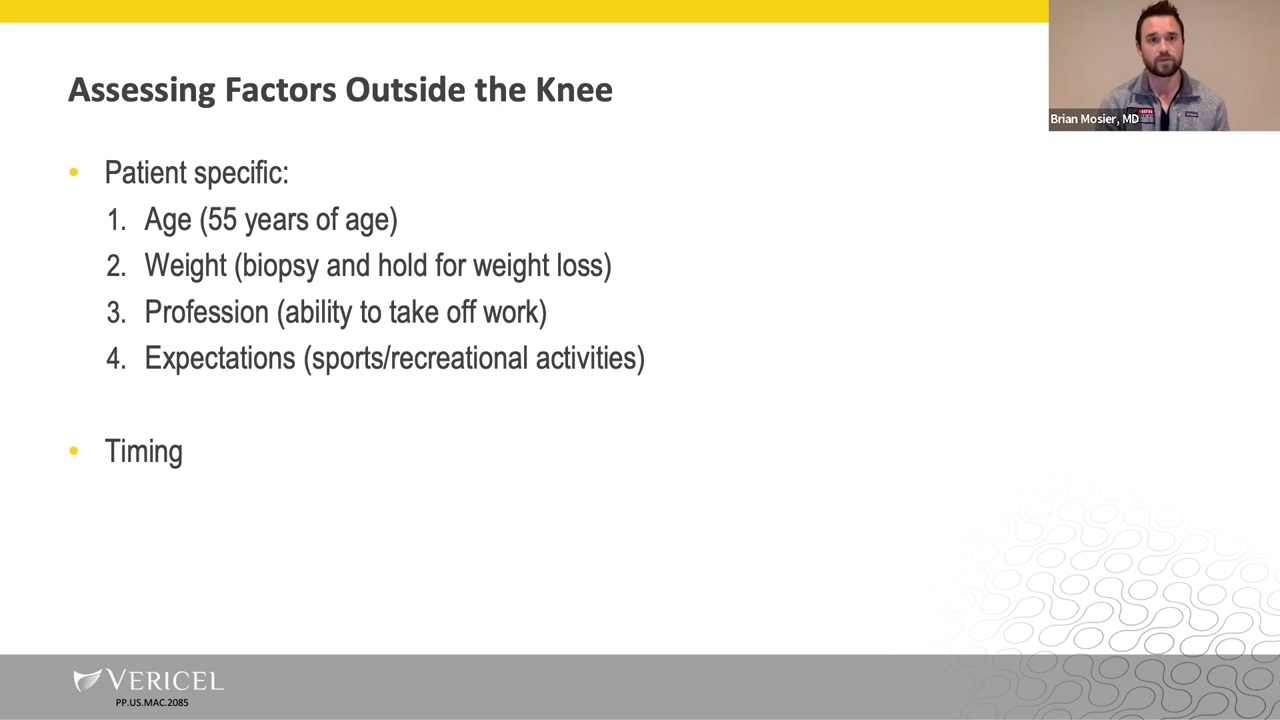 Assessing Factors Outside the Knee
Brian Mosier, MD
• Patient specific:
1. Age (55 years of age)
2. Weight (biopsy and hold for weight loss)
3. Profession (ability to take off work)
4. Expectations (sports/recreational activities)
• Timing
VERICEL
PP.US.MAC.2085